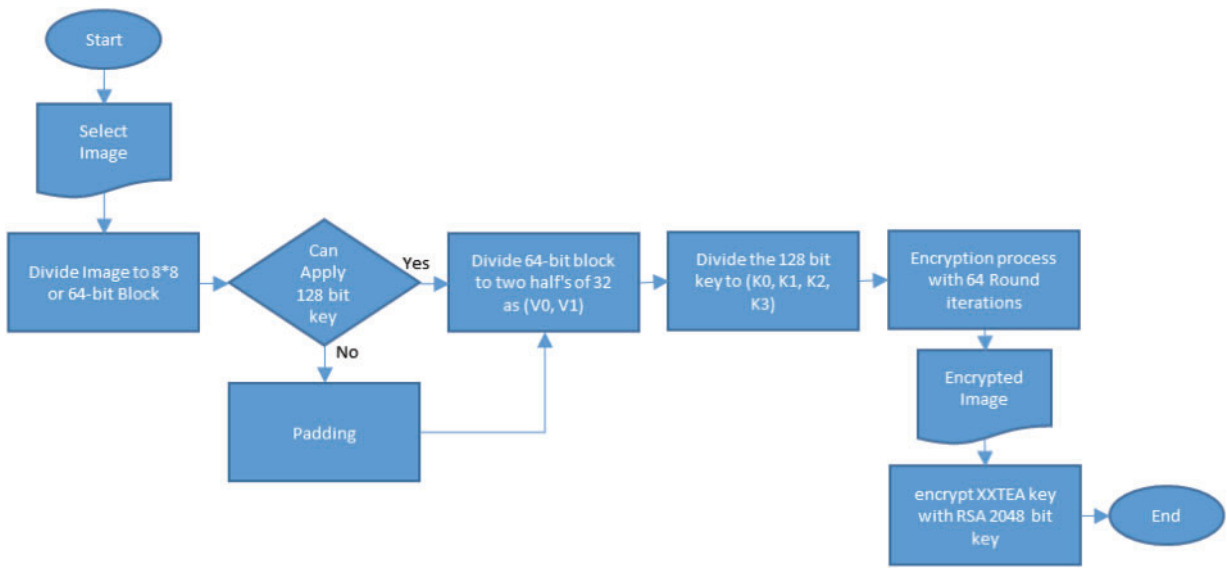 Start
Select
Image
Divide Image to 8*8
or 64-bit Block
Can
Apply
128 bit
key
Yes
No
Padding
Divide 64-bit block
to two half's of 32
as (V0, V1)
Divide the 128 bit
key to (K0, K1, K2,
K3)
Encryption process
with 64 Round
iterations
Encrypted
Image
encrypt XXTEA key
with RSA 2048 bit
key
End